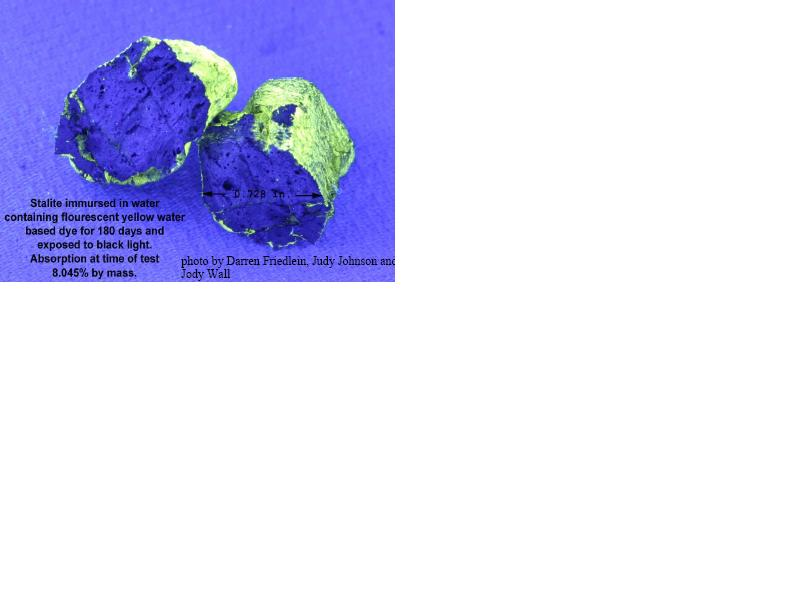 0.728 in.
Stalite immursed in water
containing flourescent yellow water
based dye for 180 days and
exposed to black light.
Absorption at time of test
8.045% by mass.
photo by Darren Friedlein, Judy Johnson and
Jody Wall